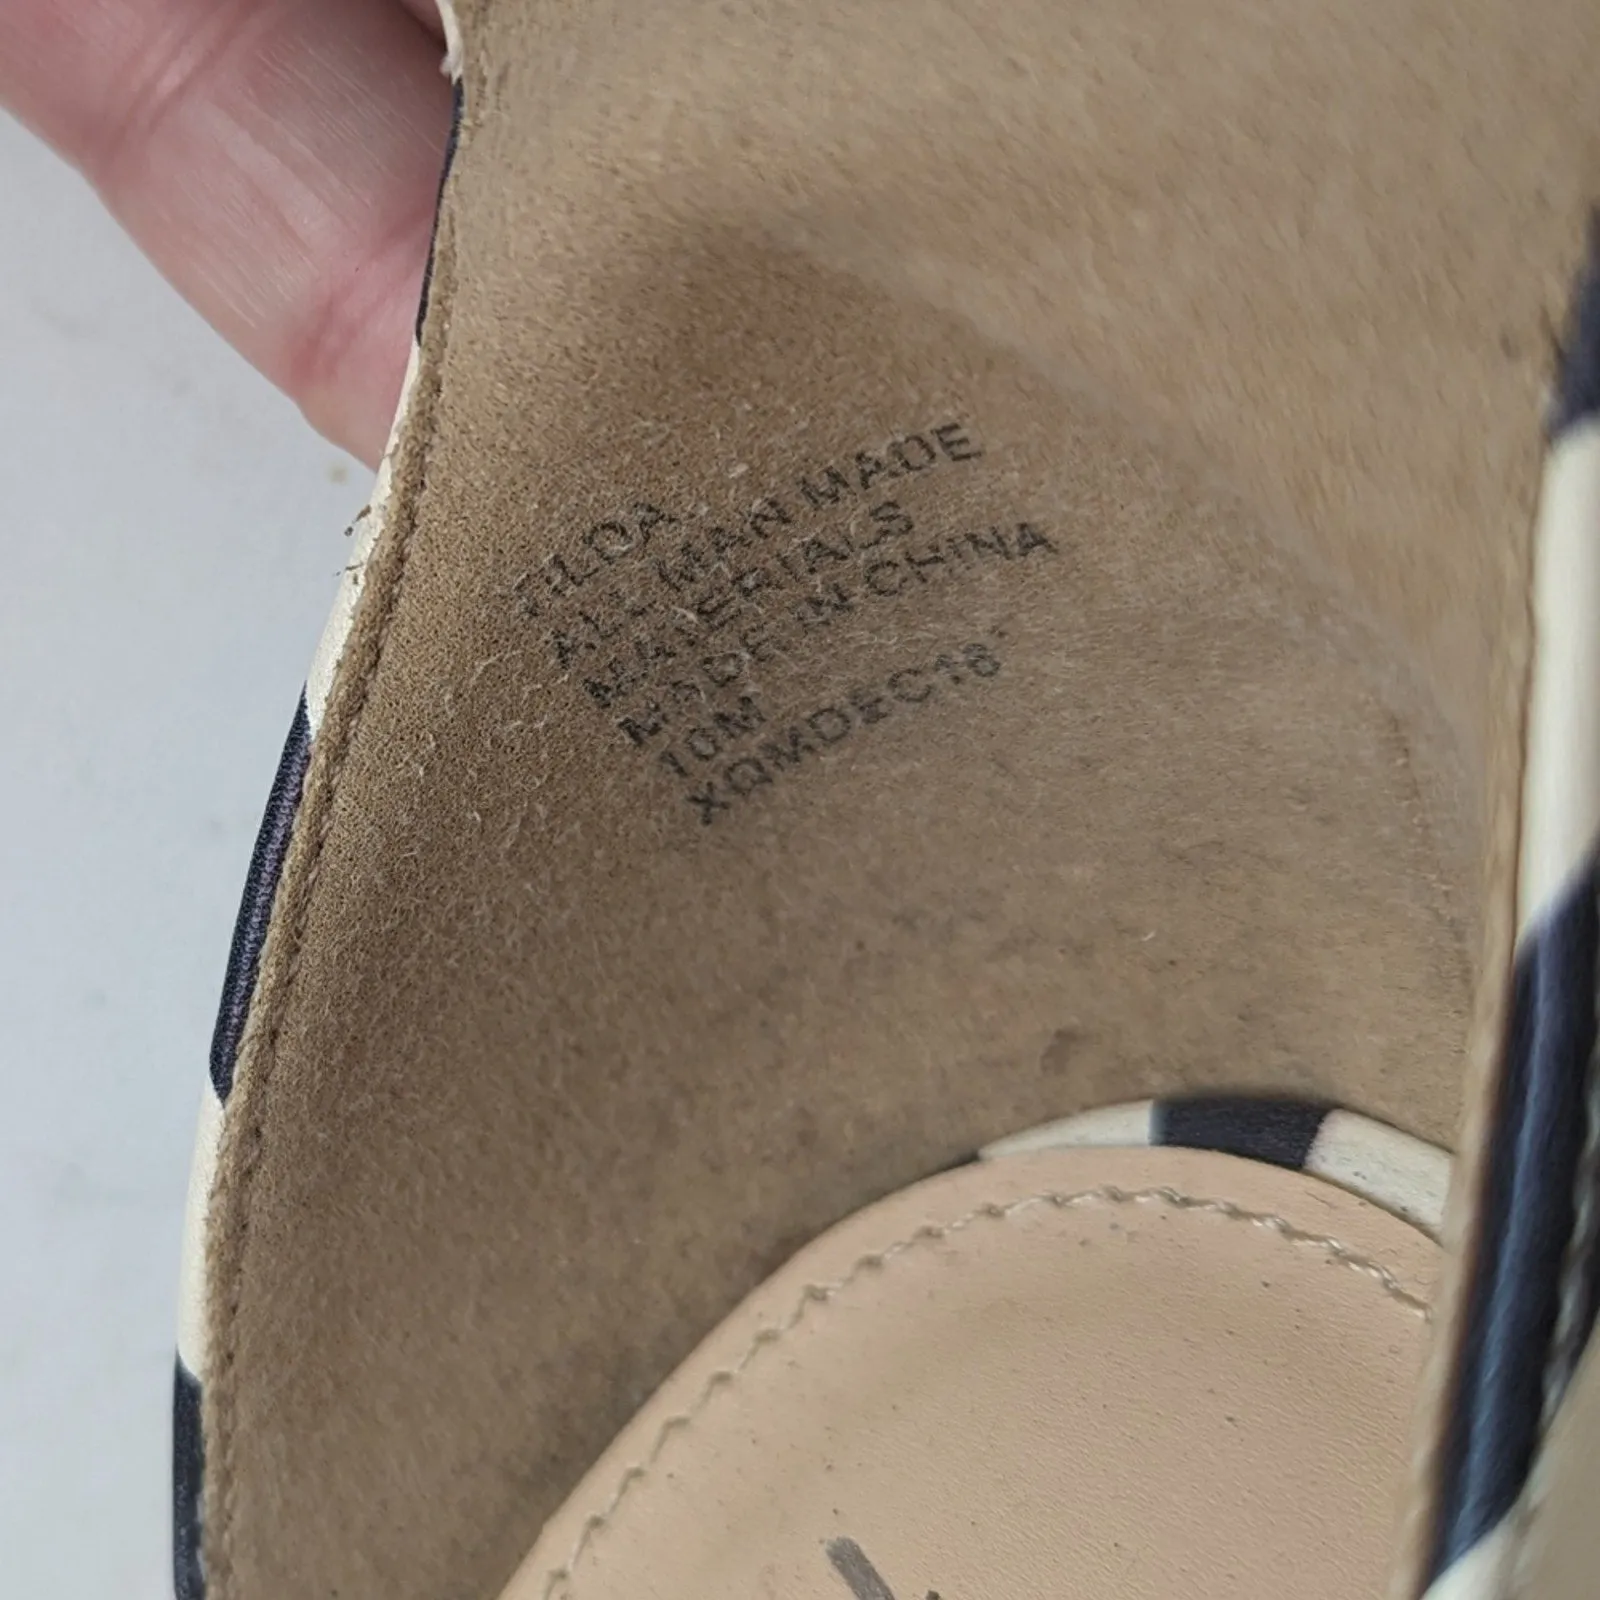 TILDA
ALL MAN MADE
MATERIALS
MADE IN CHINA
10M
XQMDEC18